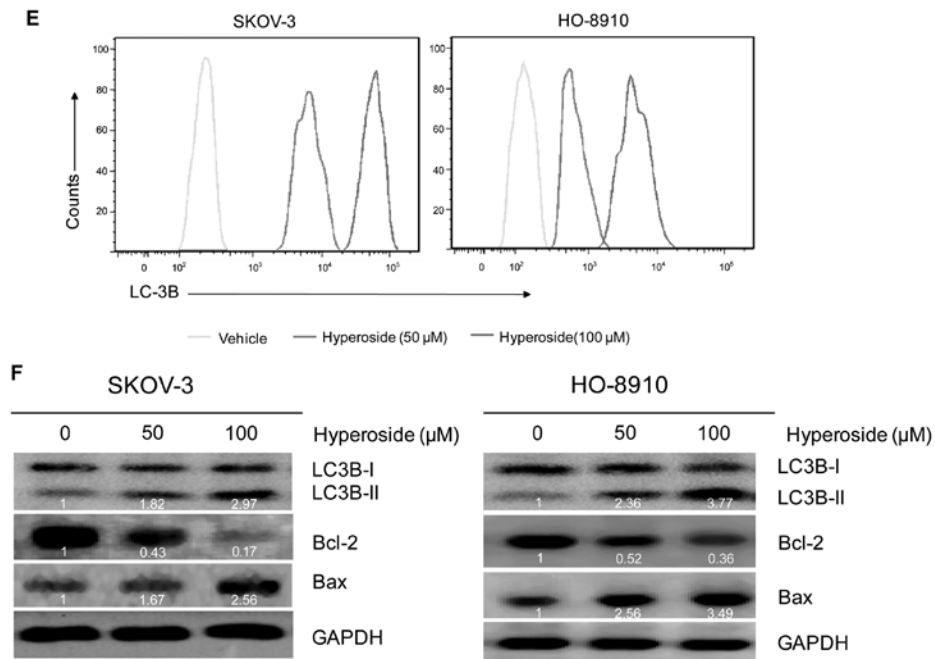 E
SKOV-3 HO-8910
100 100
80 80
60 60
40 40
20 20
Counts
0 10² 10³ 10⁴ 10⁵ 0 10² 10³ 10⁴ 10⁵
LC-3B
Vehicle Hyperoside (50 µM) Hyperoside(100 µM)
F
SKOV-3 HO-8910
0 50 100 Hyperoside (µM) 0 50 100 Hyperoside (µM)
LC3B-I LC3B-I
1 1.82 2.97 LC3B-II 1 2.36 3.77 LC3B-II
1 0.43 0.17 Bcl-2 1 0.52 0.36 Bcl-2
1 1.67 2.56 Bax 1 2.56 3.49 Bax
GAPDH GAPDH